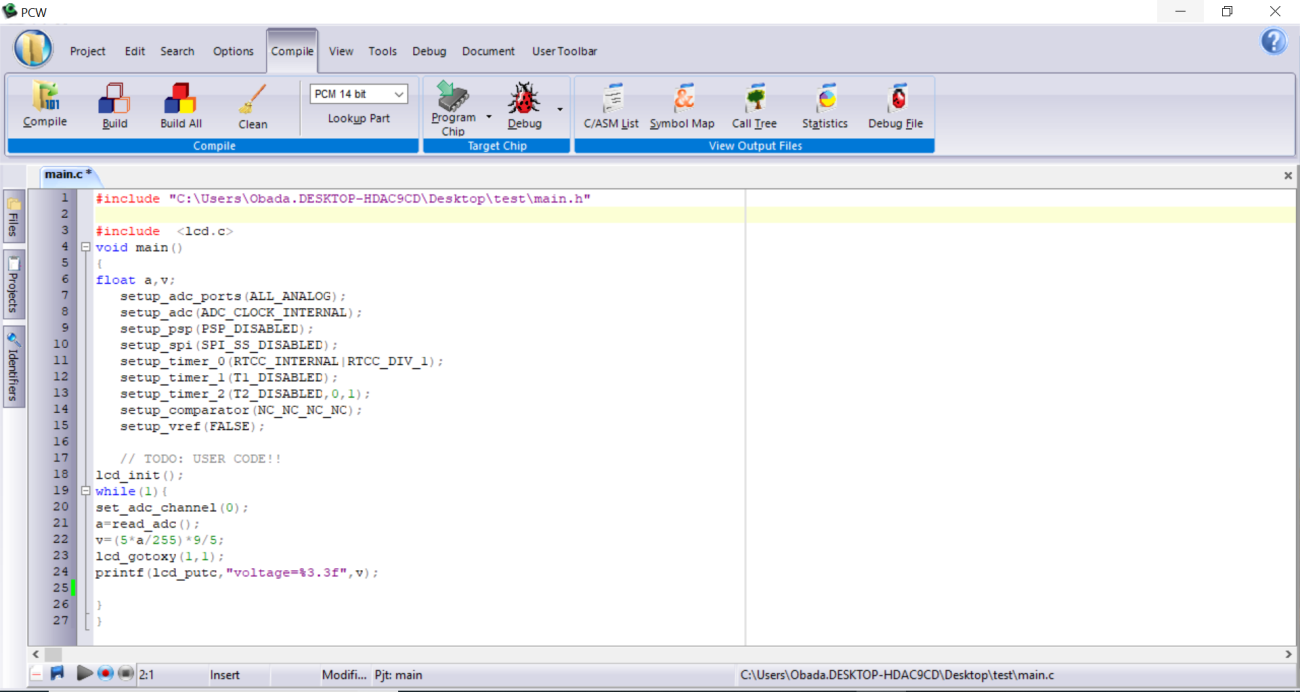 PCW
Project Edit Search Options Compile View Tools Debug Document User Toolbar
Compile Build Build All Clean
PCM 14 bit
Lookup Part
Program Chip Debug
C/ASM List Symbol Map Call Tree Statistics Debug File
Compile Target Chip View Output Files
main.c *
Files
Projects
Identifiers
1 #include "C:\Users\Obada.DESKTOP-HDAC9CD\Desktop\test\main.h"
2
3 #include  <lcd.c>
4 void main()
5 {
6 float a,v;
7    setup_adc_ports(ALL_ANALOG);
8    setup_adc(ADC_CLOCK_INTERNAL);
9    setup_psp(PSP_DISABLED);
10    setup_spi(SPI_SS_DISABLED);
11    setup_timer_0(RTCC_INTERNAL|RTCC_DIV_1);
12    setup_timer_1(T1_DISABLED);
13    setup_timer_2(T2_DISABLED,0,1);
14    setup_comparator(NC_NC_NC_NC);
15    setup_vref(FALSE);
16
17    // TODO: USER CODE!!
18 lcd_init();
19 while(1){
20 set_adc_channel(0);
21 a=read_adc();
22 v=(5*a/255)*9/5;
23 lcd_gotoxy(1,1);
24 printf(lcd_putc,"voltage=%3.3f",v);
25
26 }
27 }
2:1 Insert Modifi... Pjt: main C:\Users\Obada.DESKTOP-HDAC9CD\Desktop\test\main.c